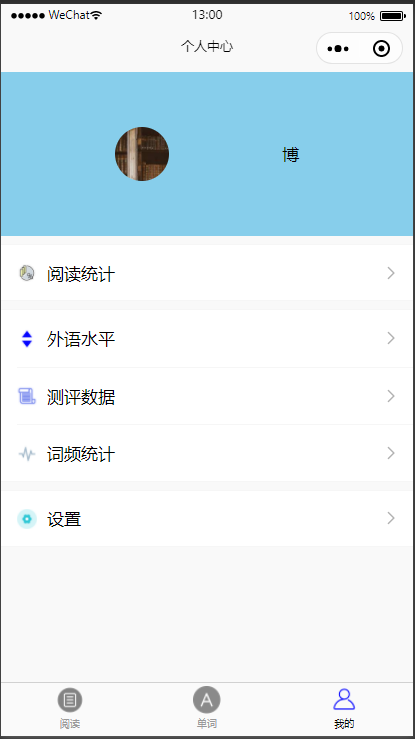 WeChat 13:00 100%
个人中心
博
阅读统计
外语水平
测评数据
词频统计
设置
阅读 单词 我的